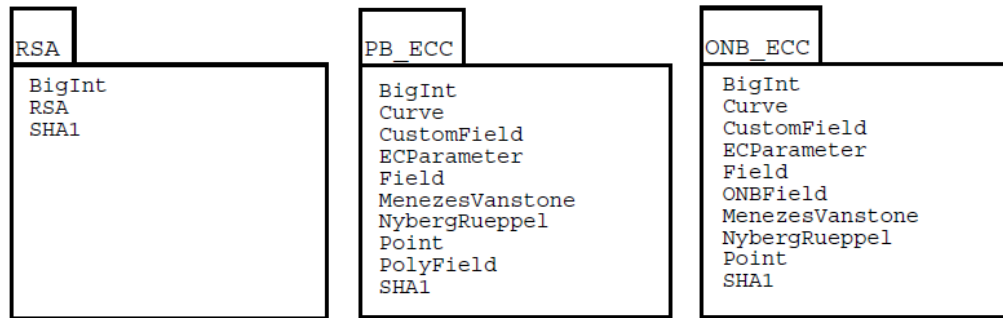 RSA
BigInt
RSA
SHA1
PB_ECC
BigInt
Curve
CustomField
ECParameter
Field
MenezesVanstone
NybergRueppel
Point
PolyField
SHA1
ONB_ECC
BigInt
Curve
CustomField
ECParameter
Field
ONBField
MenezesVanstone
NybergRueppel
Point
SHA1